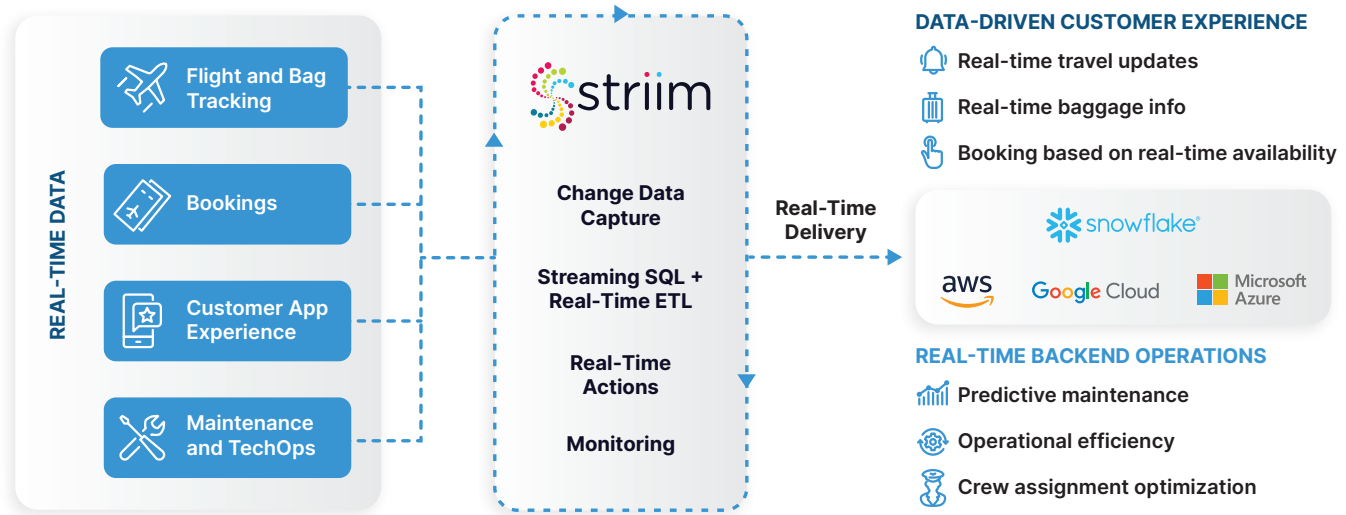 REAL-TIME DATA
Flight and Bag
Tracking
Bookings
Customer App
Experience
Maintenance
and TechOps
striim
Change Data
Capture
Streaming SQL +
Real-Time ETL
Real-Time
Actions
Monitoring
Real-Time
Delivery
DATA-DRIVEN CUSTOMER EXPERIENCE
Real-time travel updates
Real-time baggage info
Booking based on real-time availability
snowflake®
aws
Google Cloud
Microsoft
Azure
REAL-TIME BACKEND OPERATIONS
Predictive maintenance
Operational efficiency
Crew assignment optimization